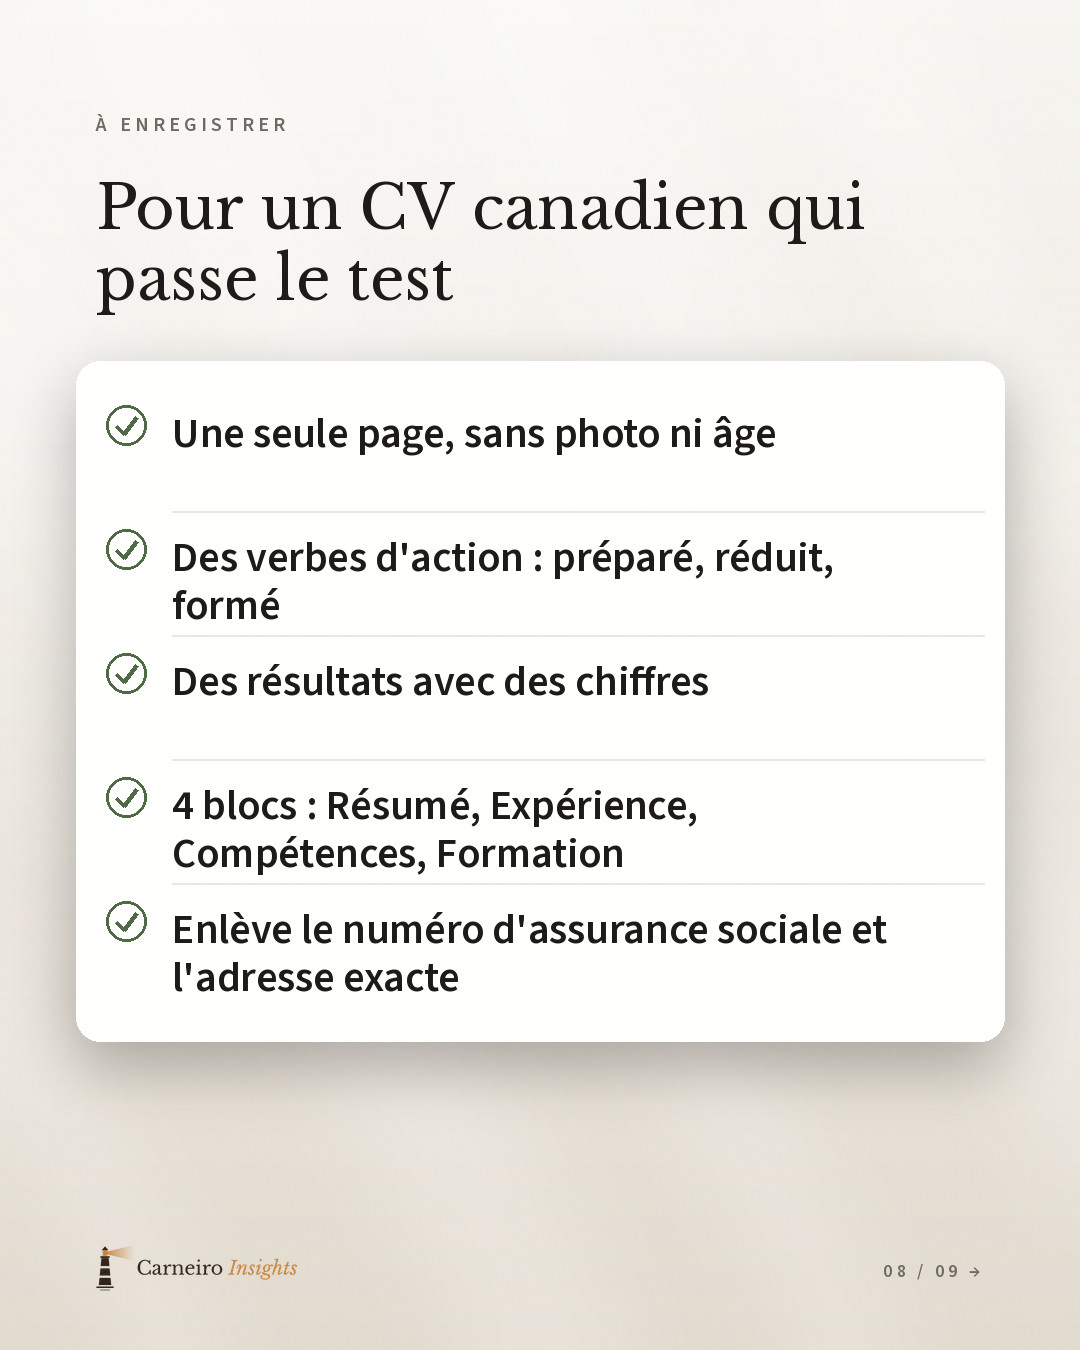 À ENREGISTRER
Pour un CV canadien qui
passe le test
Une seule page, sans photo ni âge
Des verbes d'action : préparé, réduit,
formé
Des résultats avec des chiffres
4 blocs : Résumé, Expérience,
Compétences, Formation
Enlève le numéro d'assurance sociale et
l'adresse exacte
Carneiro Insights
08 / 09 →